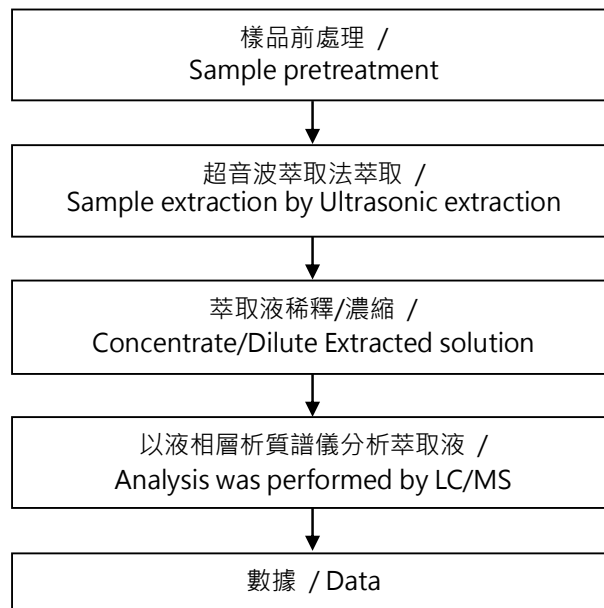 樣品前處理 /
Sample pretreatment
超音波萃取法萃取 /
Sample extraction by Ultrasonic extraction
萃取液稀釋/濃縮 /
Concentrate/Dilute Extracted solution
以液相層析質譜儀分析萃取液 /
Analysis was performed by LC/MS
數據 / Data